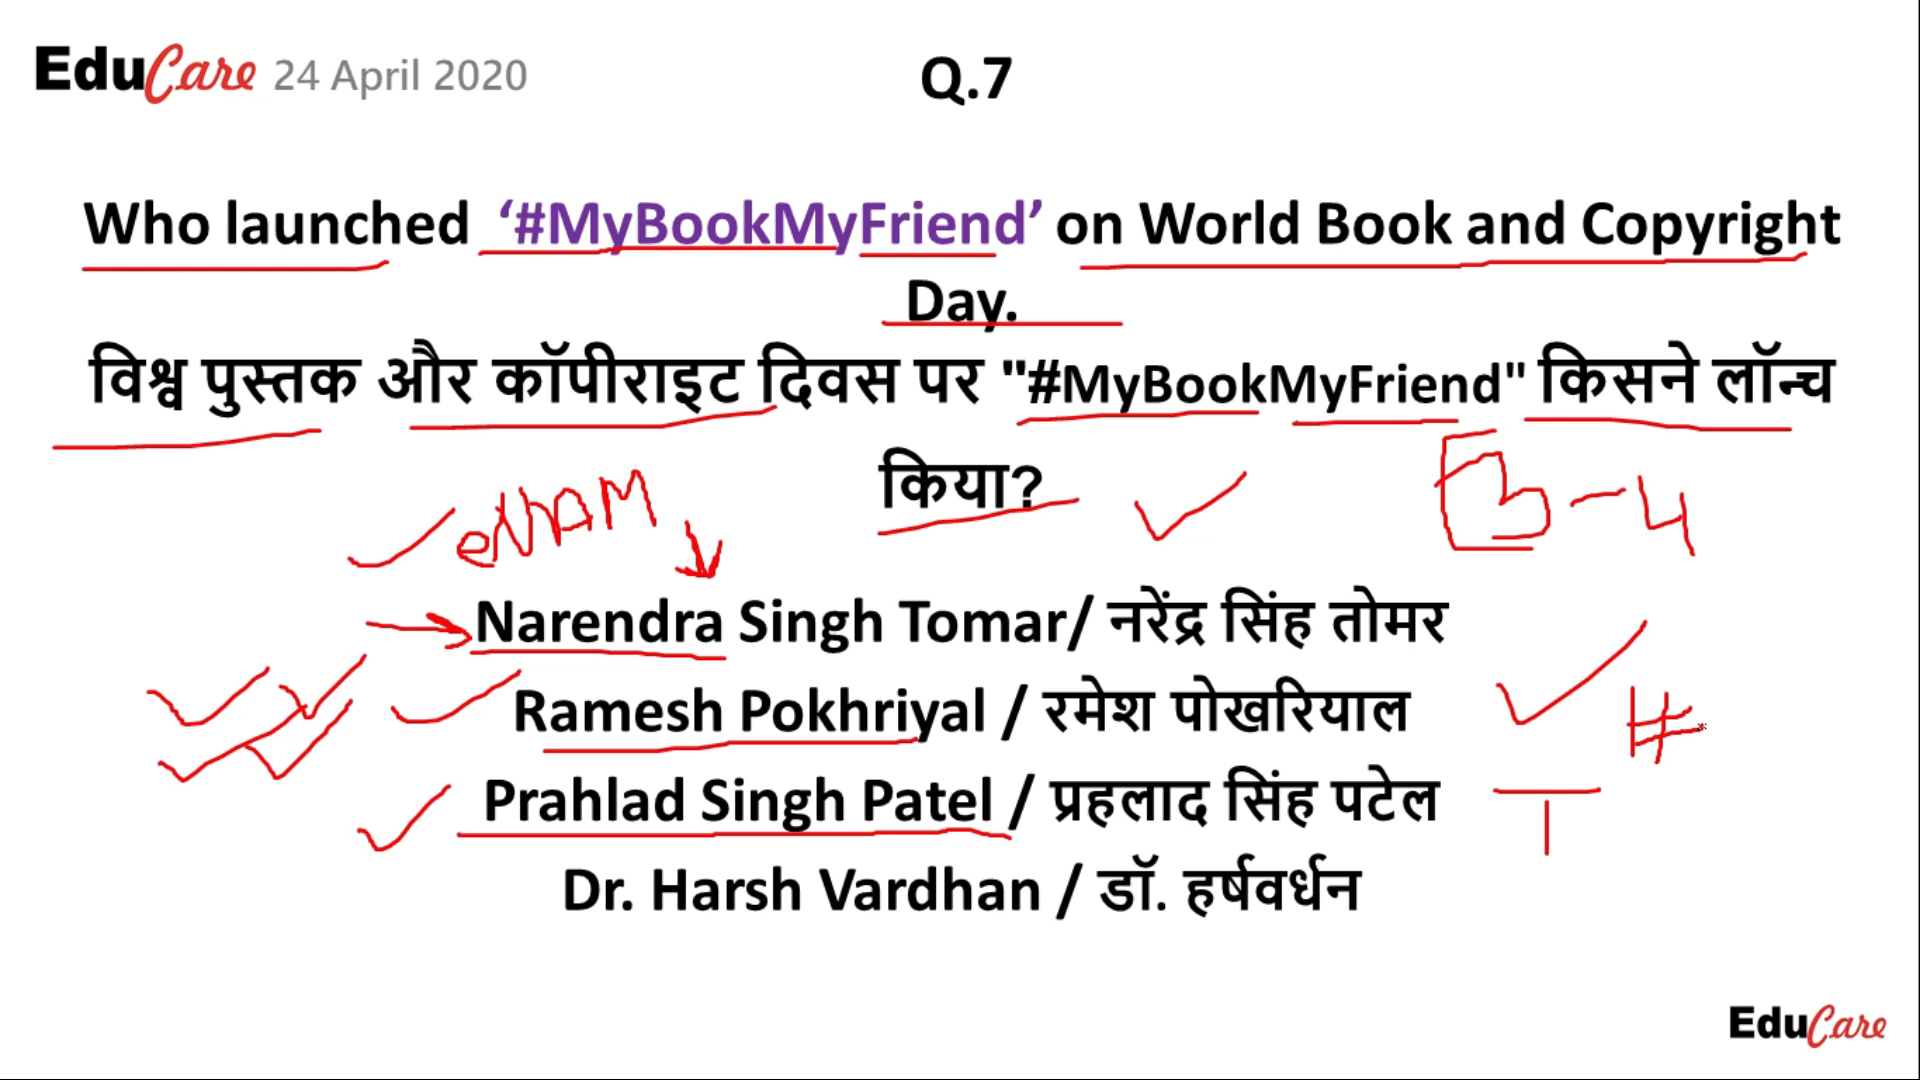 EduCare 24 April 2020
Q.7
Who launched ‘#MyBookMyFriend’ on World Book and Copyright
Day.
विश्व पुस्तक और कॉपीराइट दिवस पर "#MyBookMyFriend" किसने लॉन्च
किया?
eNAM
B-4
Narendra Singh Tomar/ नरेंद्र सिंह तोमर
Ramesh Pokhriyal / रमेश पोखरियाल
#
Prahlad Singh Patel / प्रहलाद सिंह पटेल
T
Dr. Harsh Vardhan / डॉ. हर्षवर्धन
EduCare